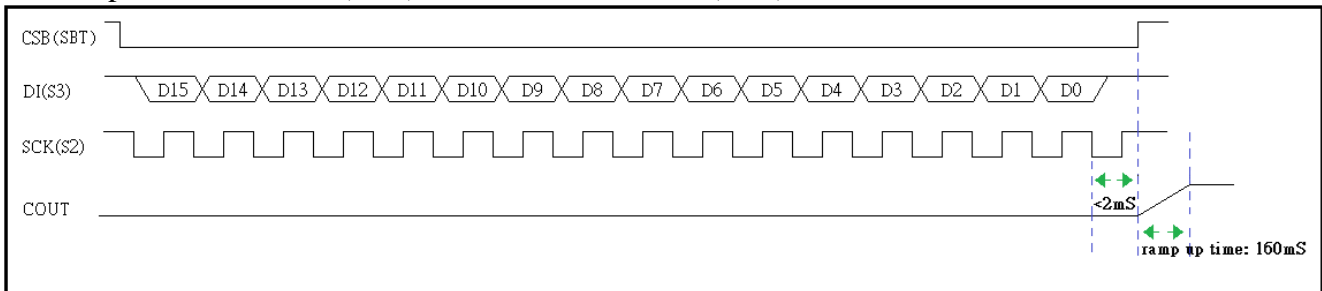 CSB(SBT)
DI(S3) D15 D14 D13 D12 D11 D10 D9 D8 D7 D6 D5 D4 D3 D2 D1 D0
SCK(S2)
COUT
<2mS
ramp up time: 160mS